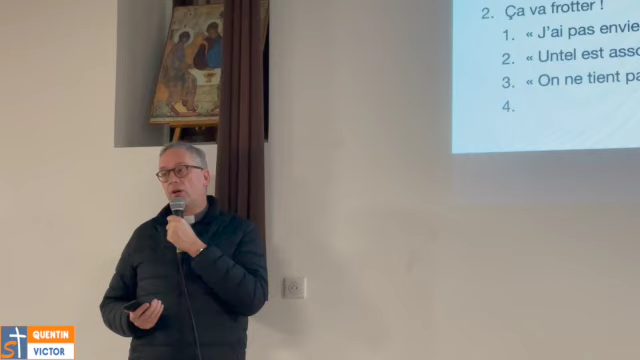 2. Ça va frotter !
1. « J'ai pas envie
2. « Untel est asso
3. « On ne tient pa
4.
QUENTIN
VICTOR